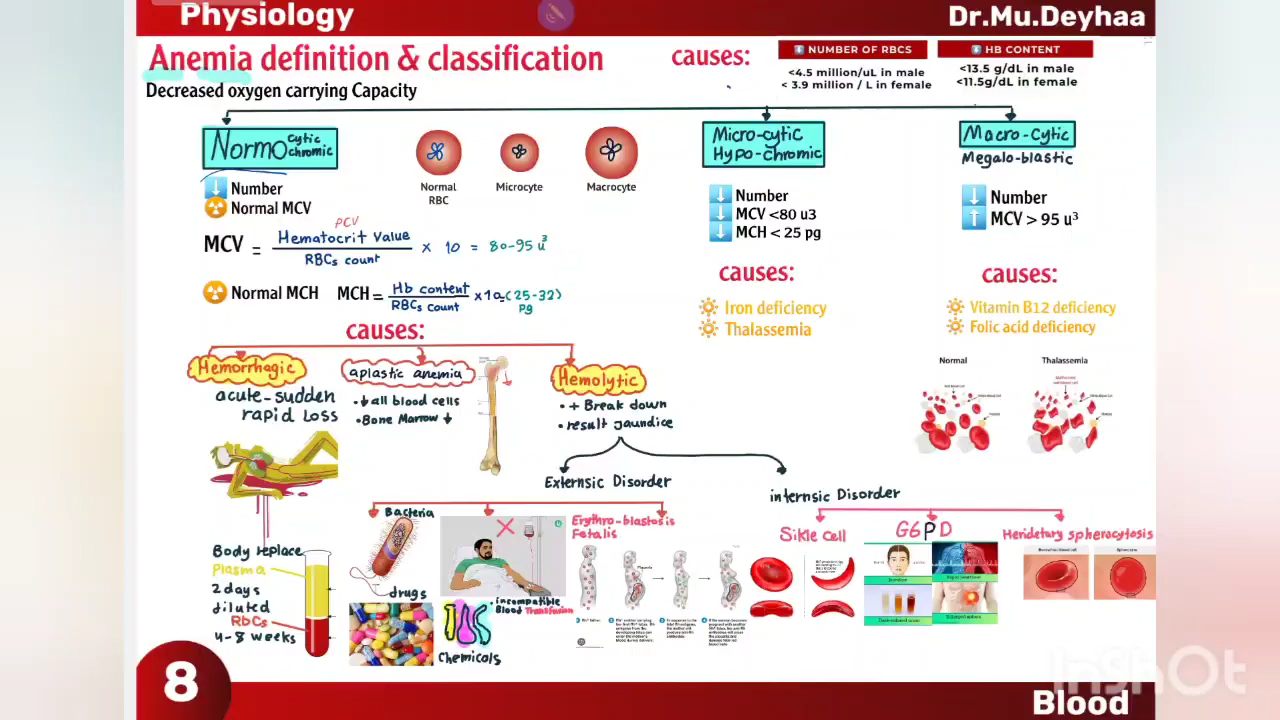 Physiology
Dr.Mu.Deyhaa
Anemia definition & classification
Decreased oxygen carrying Capacity
causes:
NUMBER OF RBCS
<4.5 million/uL in male
< 3.9 million / L in female
HB CONTENT
<13.5 g/dL in male
<11.5g/dL in female
Normo cytic
chromic
Number
Normal MCV
Normal
RBC
Microcyte
Macrocyte
PCV
MCV = Hematocrit Value
RBCs count
x 10 = 80-95 u³
Normal MCH
MCH = Hb content
RBCs count
x10 = (25-32)
pg
Micro-cytic
Hypo-chromic
Number
MCV <80 u3
MCH < 25 pg
causes:
Iron deficiency
Thalassemia
Macro-cytic
Megalo-blastic
Number
MCV > 95 u³
causes:
Vitamin B12 deficiency
Folic acid deficiency
Normal
Thalassemia
causes:
Hemorrhagic
acute-sudden
rapid Loss
aplastic anemia
• ↓ all blood cells
• Bone Marrow ↓
Hemolytic
• + Break down
• result jaundice
Externsic Disorder
internsic Disorder
Body replace
Plasma
2 days
diluted
RbCs
4-8 weeks
Bacteria
drugs
• incompatible
Blood Transfusion
Chemicals
Erythro-blastosis
Fetalis
Sikle cell
G6PD
Heridetary spherocytosis
8
Blood
InShOt